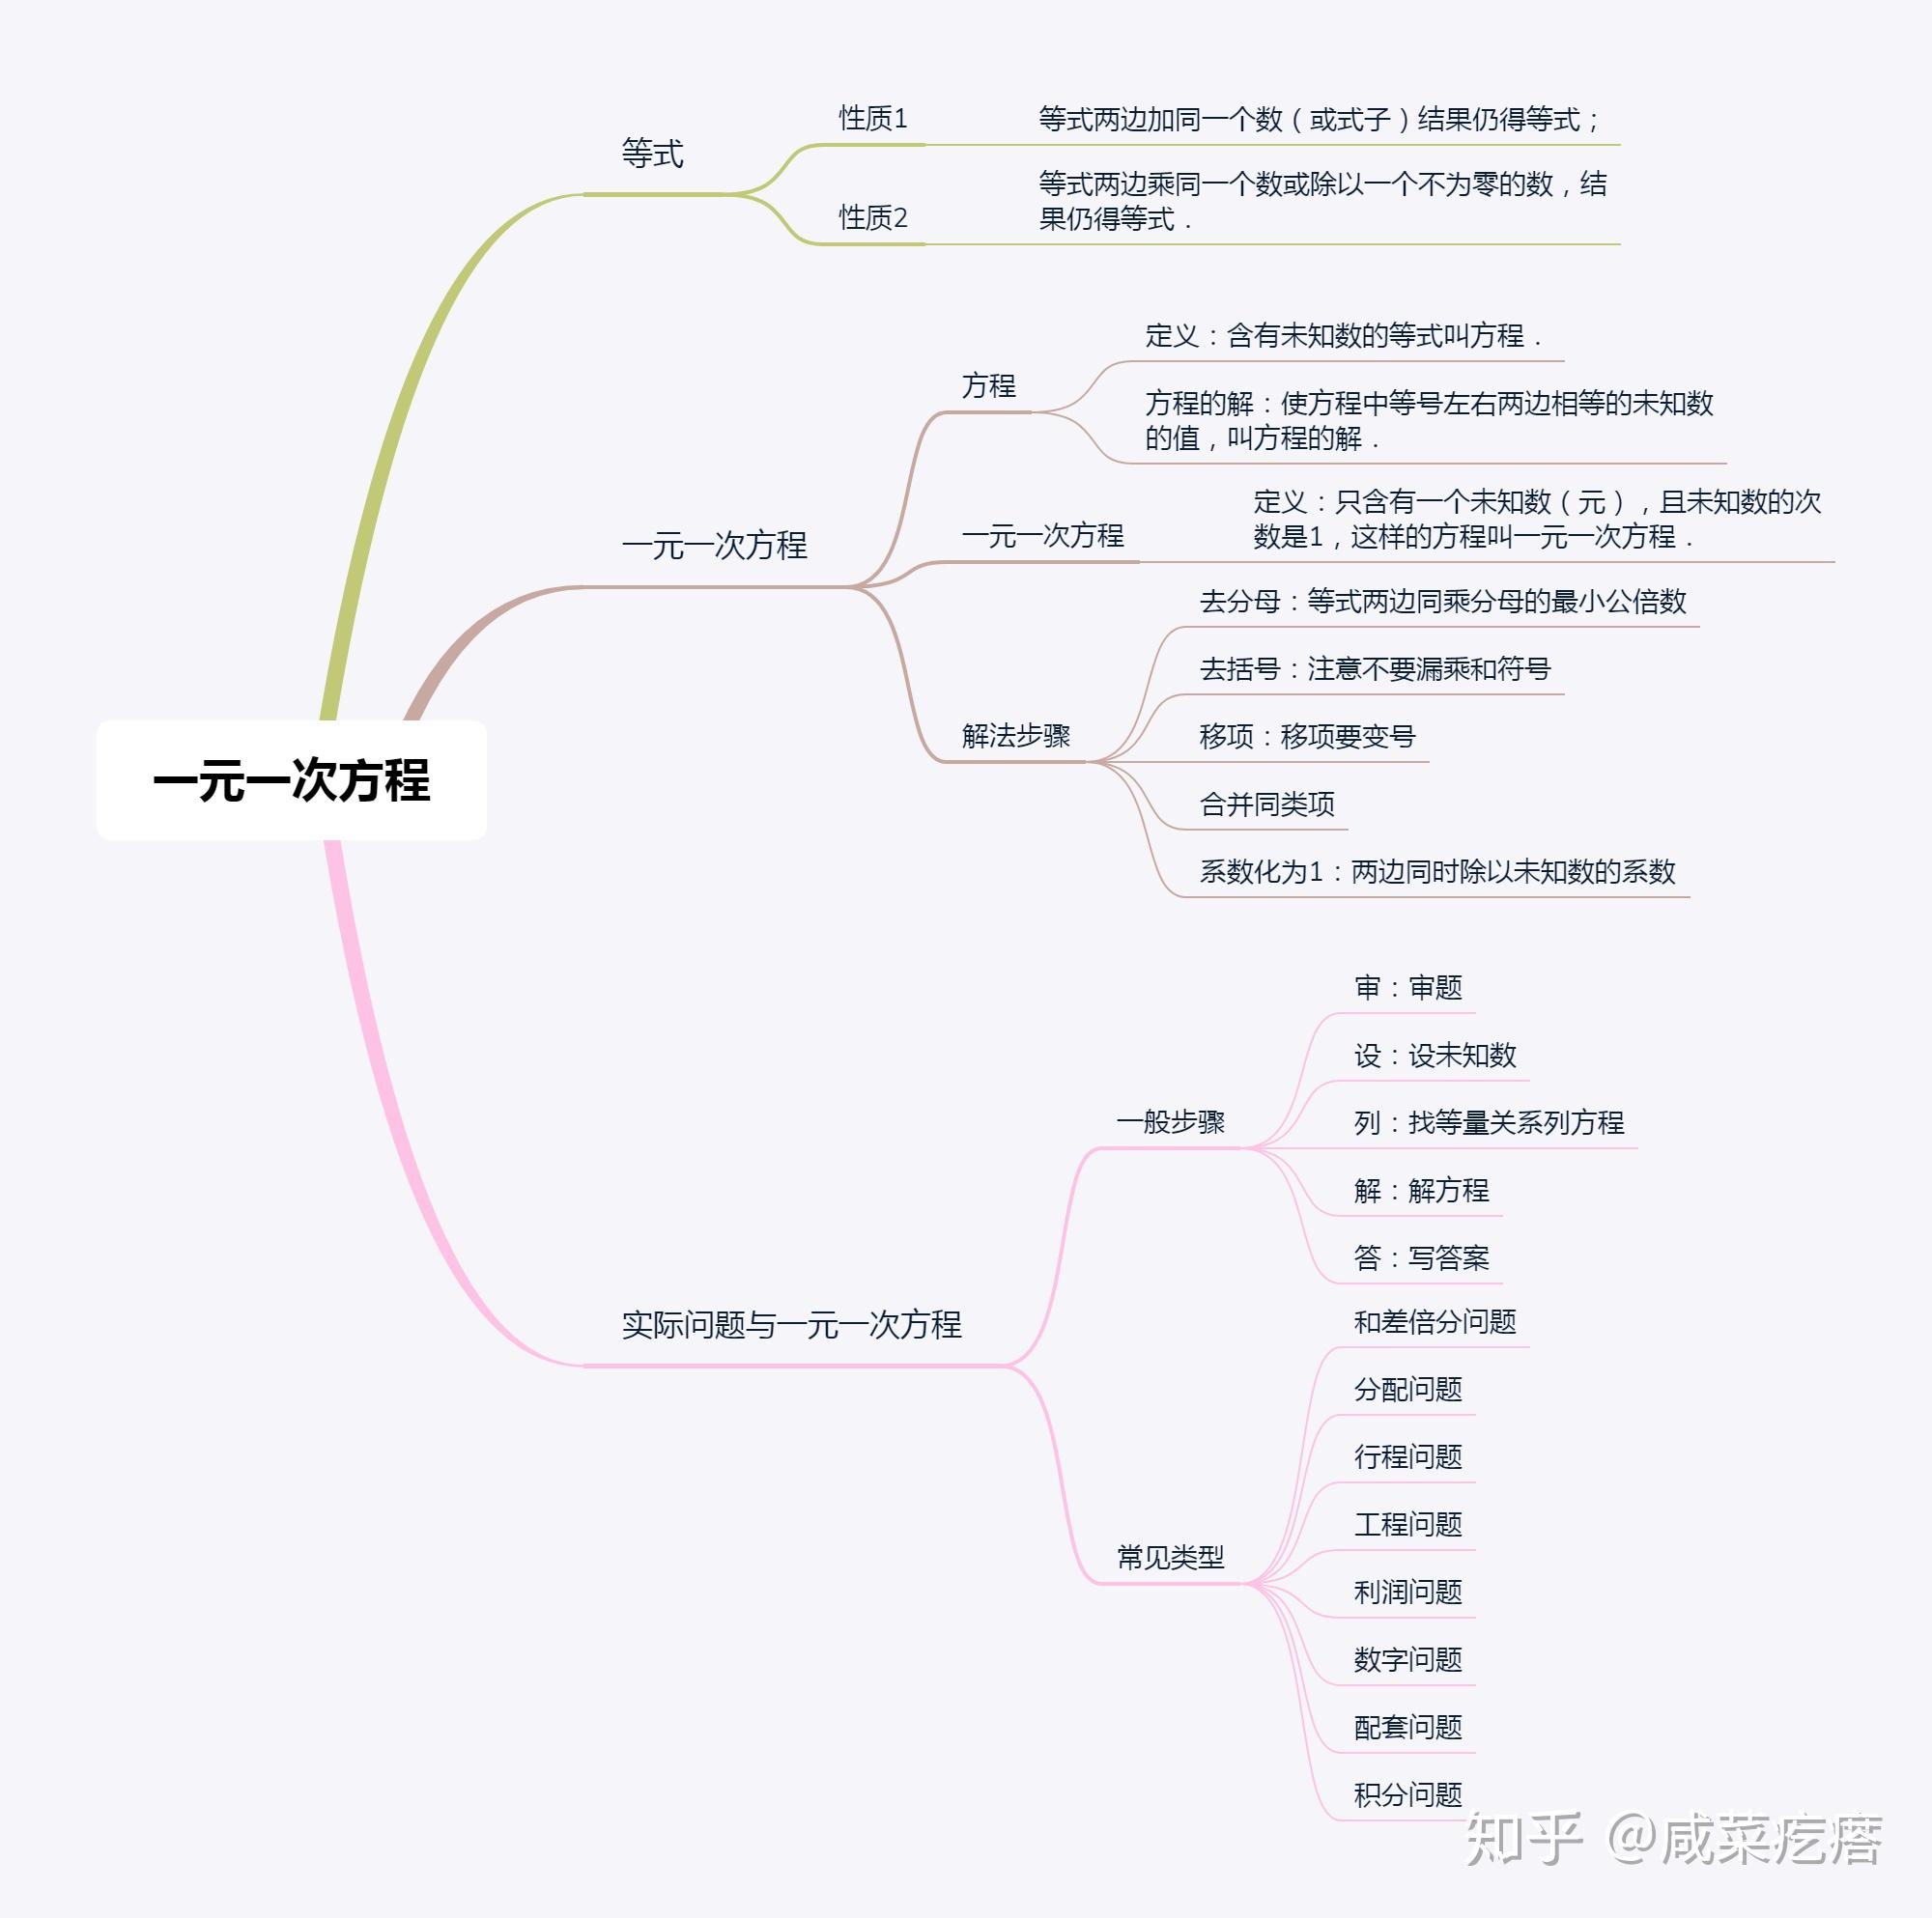 等式
性质1
等式两边加同一个数（或式子）结果仍得等式；
性质2
等式两边乘同一个数或除以一个不为零的数，结
果仍得等式．
一元一次方程
方程
定义：含有未知数的等式叫方程．
方程的解：使方程中等号左右两边相等的未知数
的值，叫方程的解．
一元一次方程
定义：只含有一个未知数（元），且未知数的次
数是1，这样的方程叫一元一次方程．
解法步骤
去分母：等式两边同乘分母的最小公倍数
去括号：注意不要漏乘和符号
移项：移项要变号
合并同类项
系数化为1：两边同时除以未知数的系数
一元一次方程
实际问题与一元一次方程
一般步骤
审：审题
设：设未知数
列：找等量关系列方程
解：解方程
答：写答案
常见类型
和差倍分问题
分配问题
行程问题
工程问题
利润问题
数字问题
配套问题
积分问题
知乎 @咸菜疙瘩